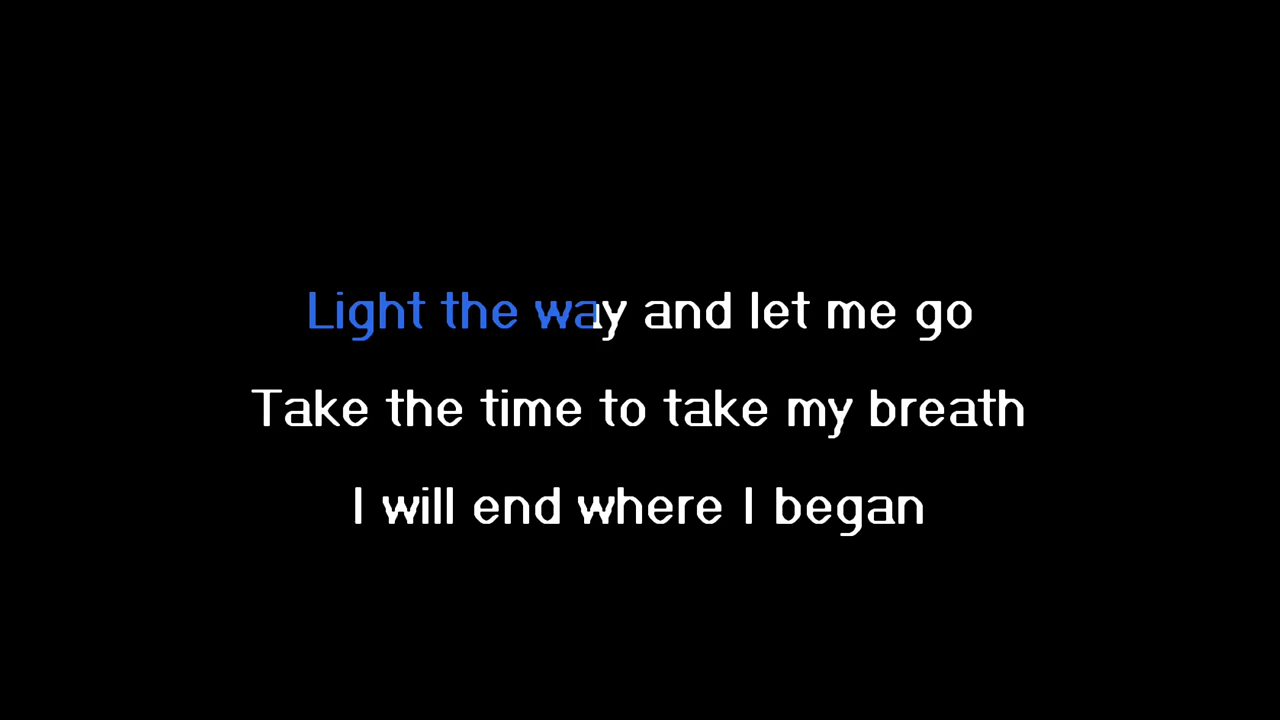 Light the way and let me go
Take the time to take my breath
I will end where I began